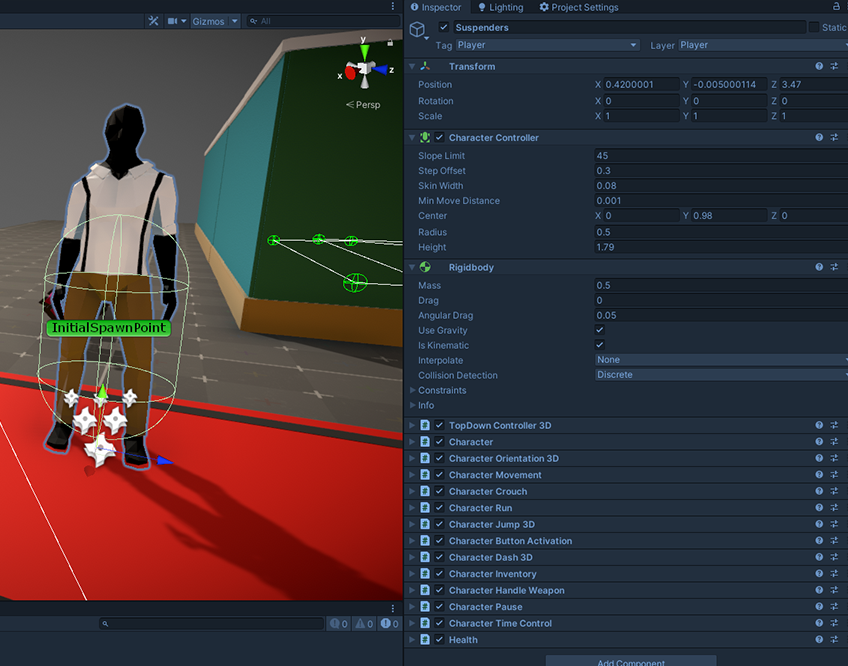 Gizmos
All
y
x
z
Persp
InitialSpawnPoint
0
0
0
Inspector
Lighting
Project Settings
Suspenders
Static
Tag Player
Layer Player
Transform
Position X 0.4200001 Y -0.005000114 Z 3.47
Rotation X 0 Y 0 Z 0
Scale X 1 Y 1 Z 1
Character Controller
Slope Limit 45
Step Offset 0.3
Skin Width 0.08
Min Move Distance 0.001
Center X 0 Y 0.98 Z 0
Radius 0.5
Height 1.79
Rigidbody
Mass 0.5
Drag 0
Angular Drag 0.05
Use Gravity
Is Kinematic
Interpolate None
Collision Detection Discrete
Constraints
Info
TopDown Controller 3D
Character
Character Orientation 3D
Character Movement
Character Crouch
Character Run
Character Jump 3D
Character Button Activation
Character Dash 3D
Character Inventory
Character Handle Weapon
Character Pause
Character Time Control
Health
Add Component